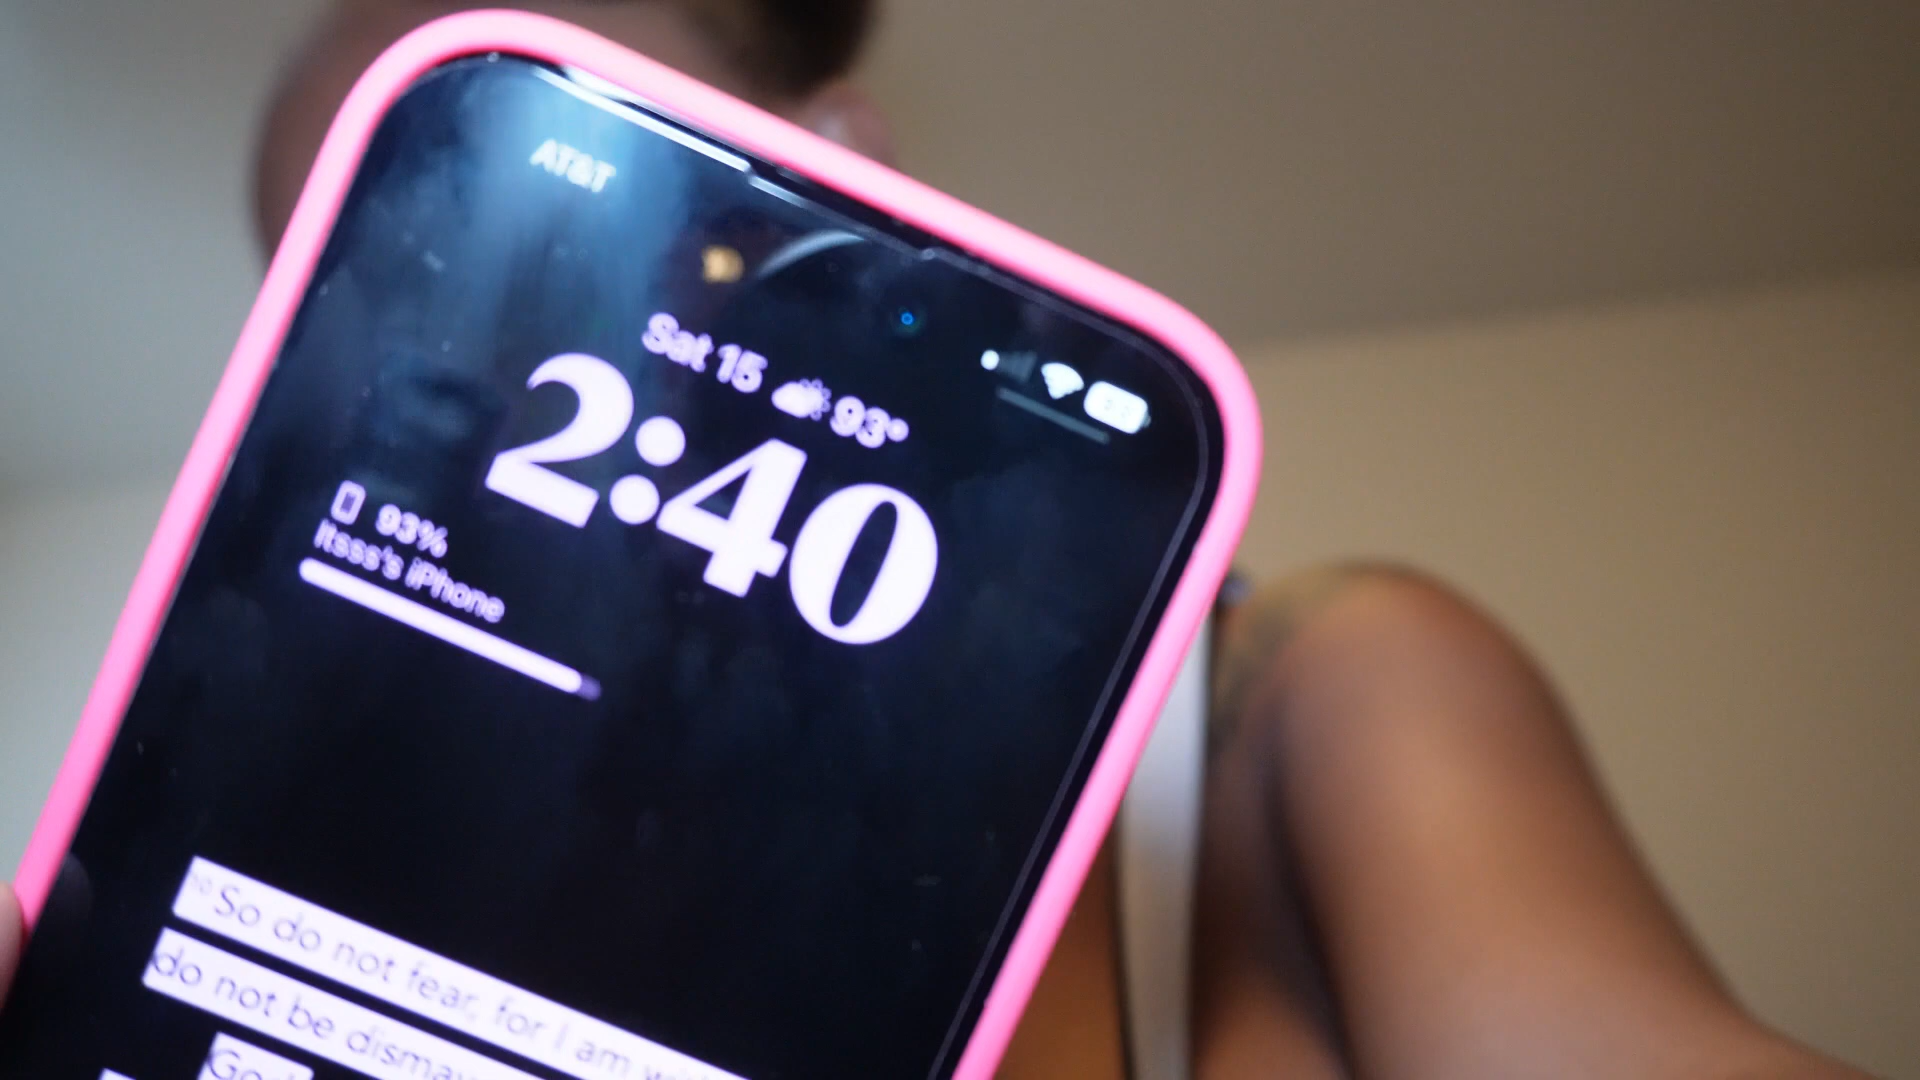 AT&T
Sat 15 93°
2:40
93%
Itsss's iPhone
So do not fear, for I am
do not be